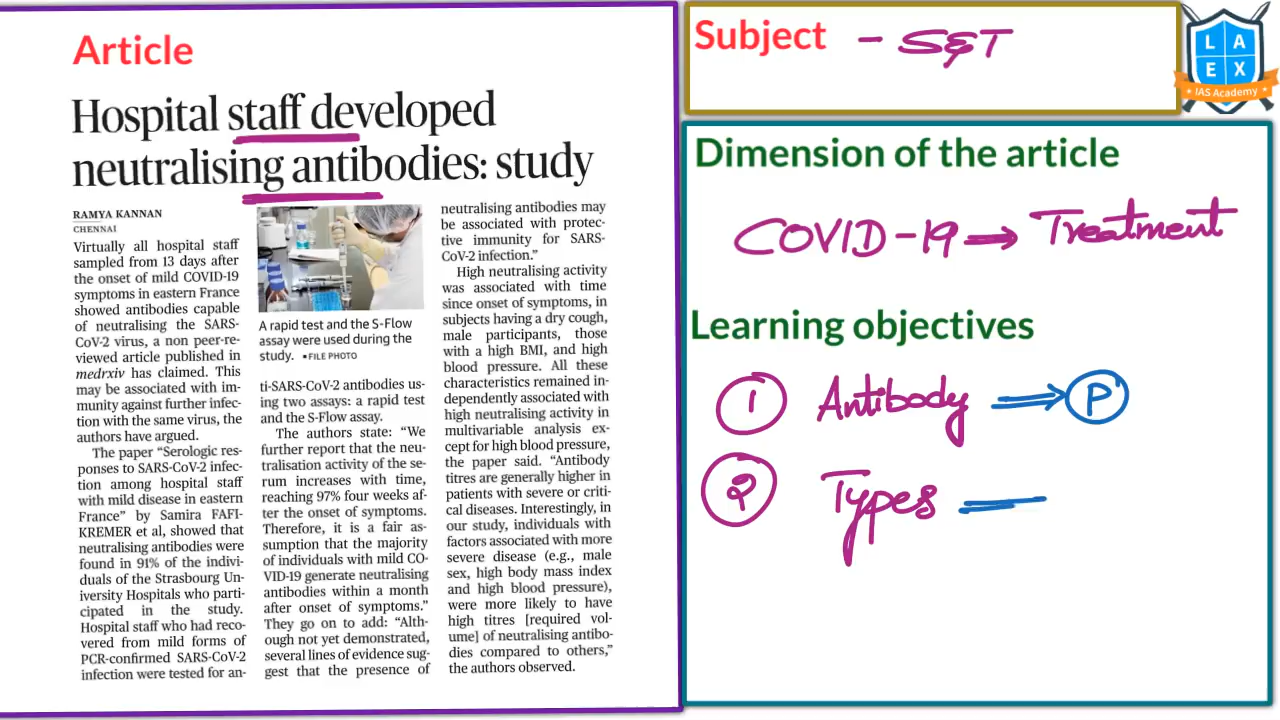 Article
Hospital staff developed
neutralising antibodies: study
RAMYA KANNAN
CHENNAI
Virtually all hospital staff
sampled from 13 days after
the onset of mild COVID-19
symptoms in eastern France
showed antibodies capable
of neutralising the SARS-
CoV-2 virus, a non peer-re-
viewed article published in
medrxiv has claimed. This
may be associated with im-
munity against further infec-
tion with the same virus, the
authors have argued.
The paper “Serologic res-
ponses to SARS-CoV-2 infec-
tion among hospital staff
with mild disease in eastern
France” by Samira FAFI-
KREMER et al, showed that
neutralising antibodies were
found in 91% of the indivi-
duals of the Strasbourg Un-
iversity Hospitals who parti-
cipated in the study.
Hospital staff who had reco-
vered from mild forms of
PCR-confirmed SARS-CoV-2
infection were tested for an-
A rapid test and the S-Flow
assay were used during the
study. ▪FILE PHOTO
ti-SARS-CoV-2 antibodies us-
ing two assays: a rapid test
and the S-Flow assay.
The authors state: “We
further report that the neu-
tralisation activity of the se-
rum increases with time,
reaching 97% four weeks af-
ter the onset of symptoms.
Therefore, it is a fair as-
sumption that the majority
of individuals with mild CO-
VID-19 generate neutralising
antibodies within a month
after onset of symptoms.”
They go on to add: “Alth-
ough not yet demonstrated,
several lines of evidence sug-
gest that the presence of
neutralising antibodies may
be associated with protec-
tive immunity for SARS-
CoV-2 infection.”
High neutralising activity
was associated with time
since onset of symptoms, in
subjects having a dry cough,
male participants, those
with a high BMI, and high
blood pressure. All these
characteristics remained in-
dependently associated with
high neutralising activity in
multivariable analysis ex-
cept for high blood pressure,
the paper said. “Antibody
titres are generally higher in
patients with severe or criti-
cal diseases. Interestingly, in
our study, individuals with
factors associated with more
severe disease (e.g., male
sex, high body mass index
and high blood pressure),
were more likely to have
high titres [required vol-
ume] of neutralising antibo-
dies compared to others,”
the authors observed.
Subject - S&T
LA
EX
IAS Academy
Dimension of the article
COVID-19 → Treatment
Learning objectives
1 Antibody → P
2 Types